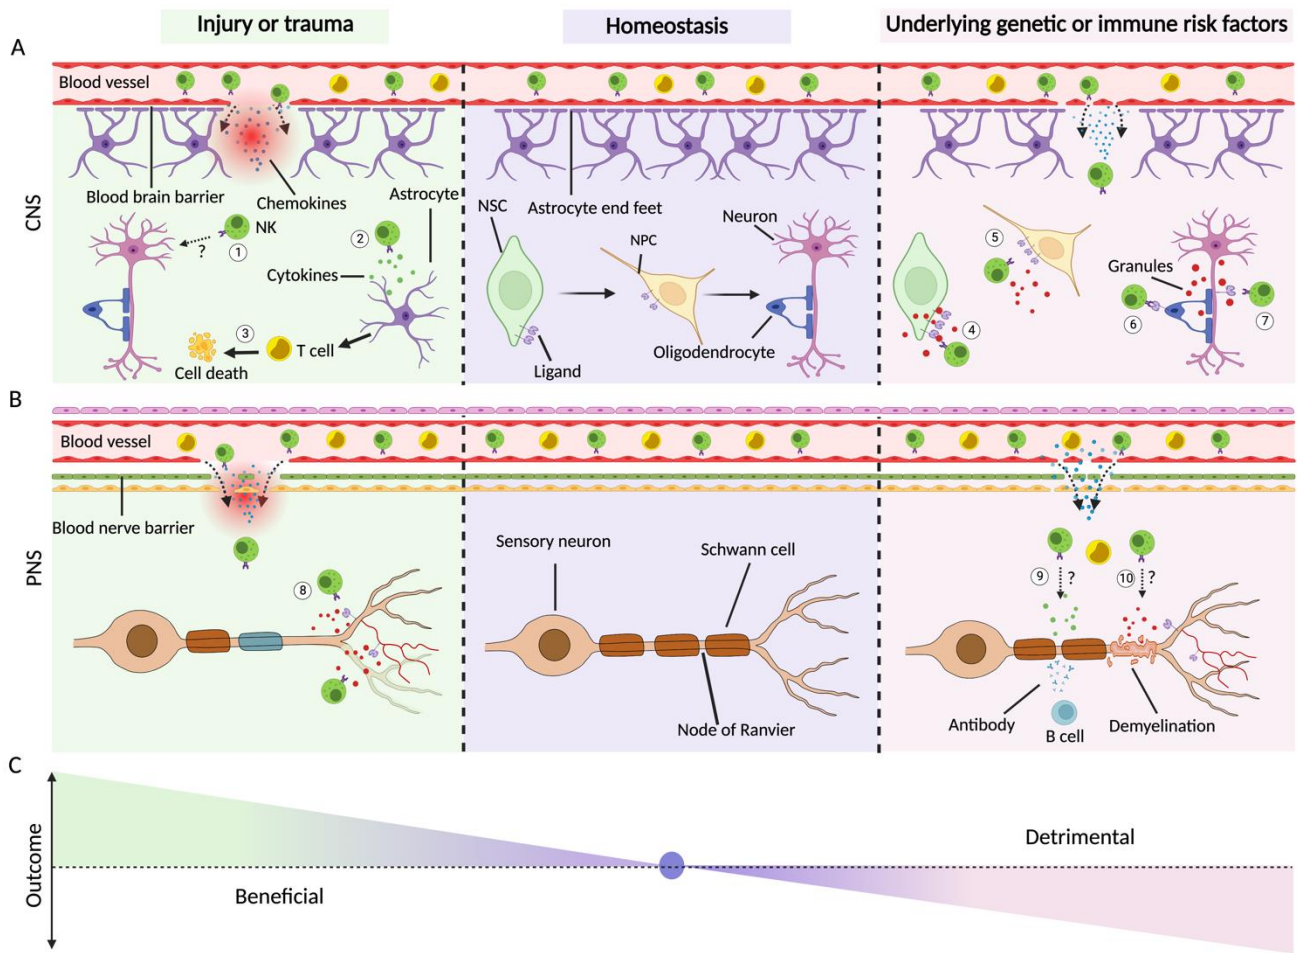 Injury or trauma
Homeostasis
Underlying genetic or immune risk factors
A
CNS
Blood vessel
Blood brain barrier
Chemokines
Astrocyte
NK
1
?
2
Cytokines
3
T cell
Cell death
NSC
Astrocyte end feet
NPC
Neuron
Ligand
Oligodendrocyte
5
4
Granules
6
7
B
PNS
Blood vessel
Blood nerve barrier
8
Sensory neuron
Schwann cell
Node of Ranvier
9
?
10
?
Antibody
B cell
Demyelination
C
Outcome
Beneficial
Detrimental